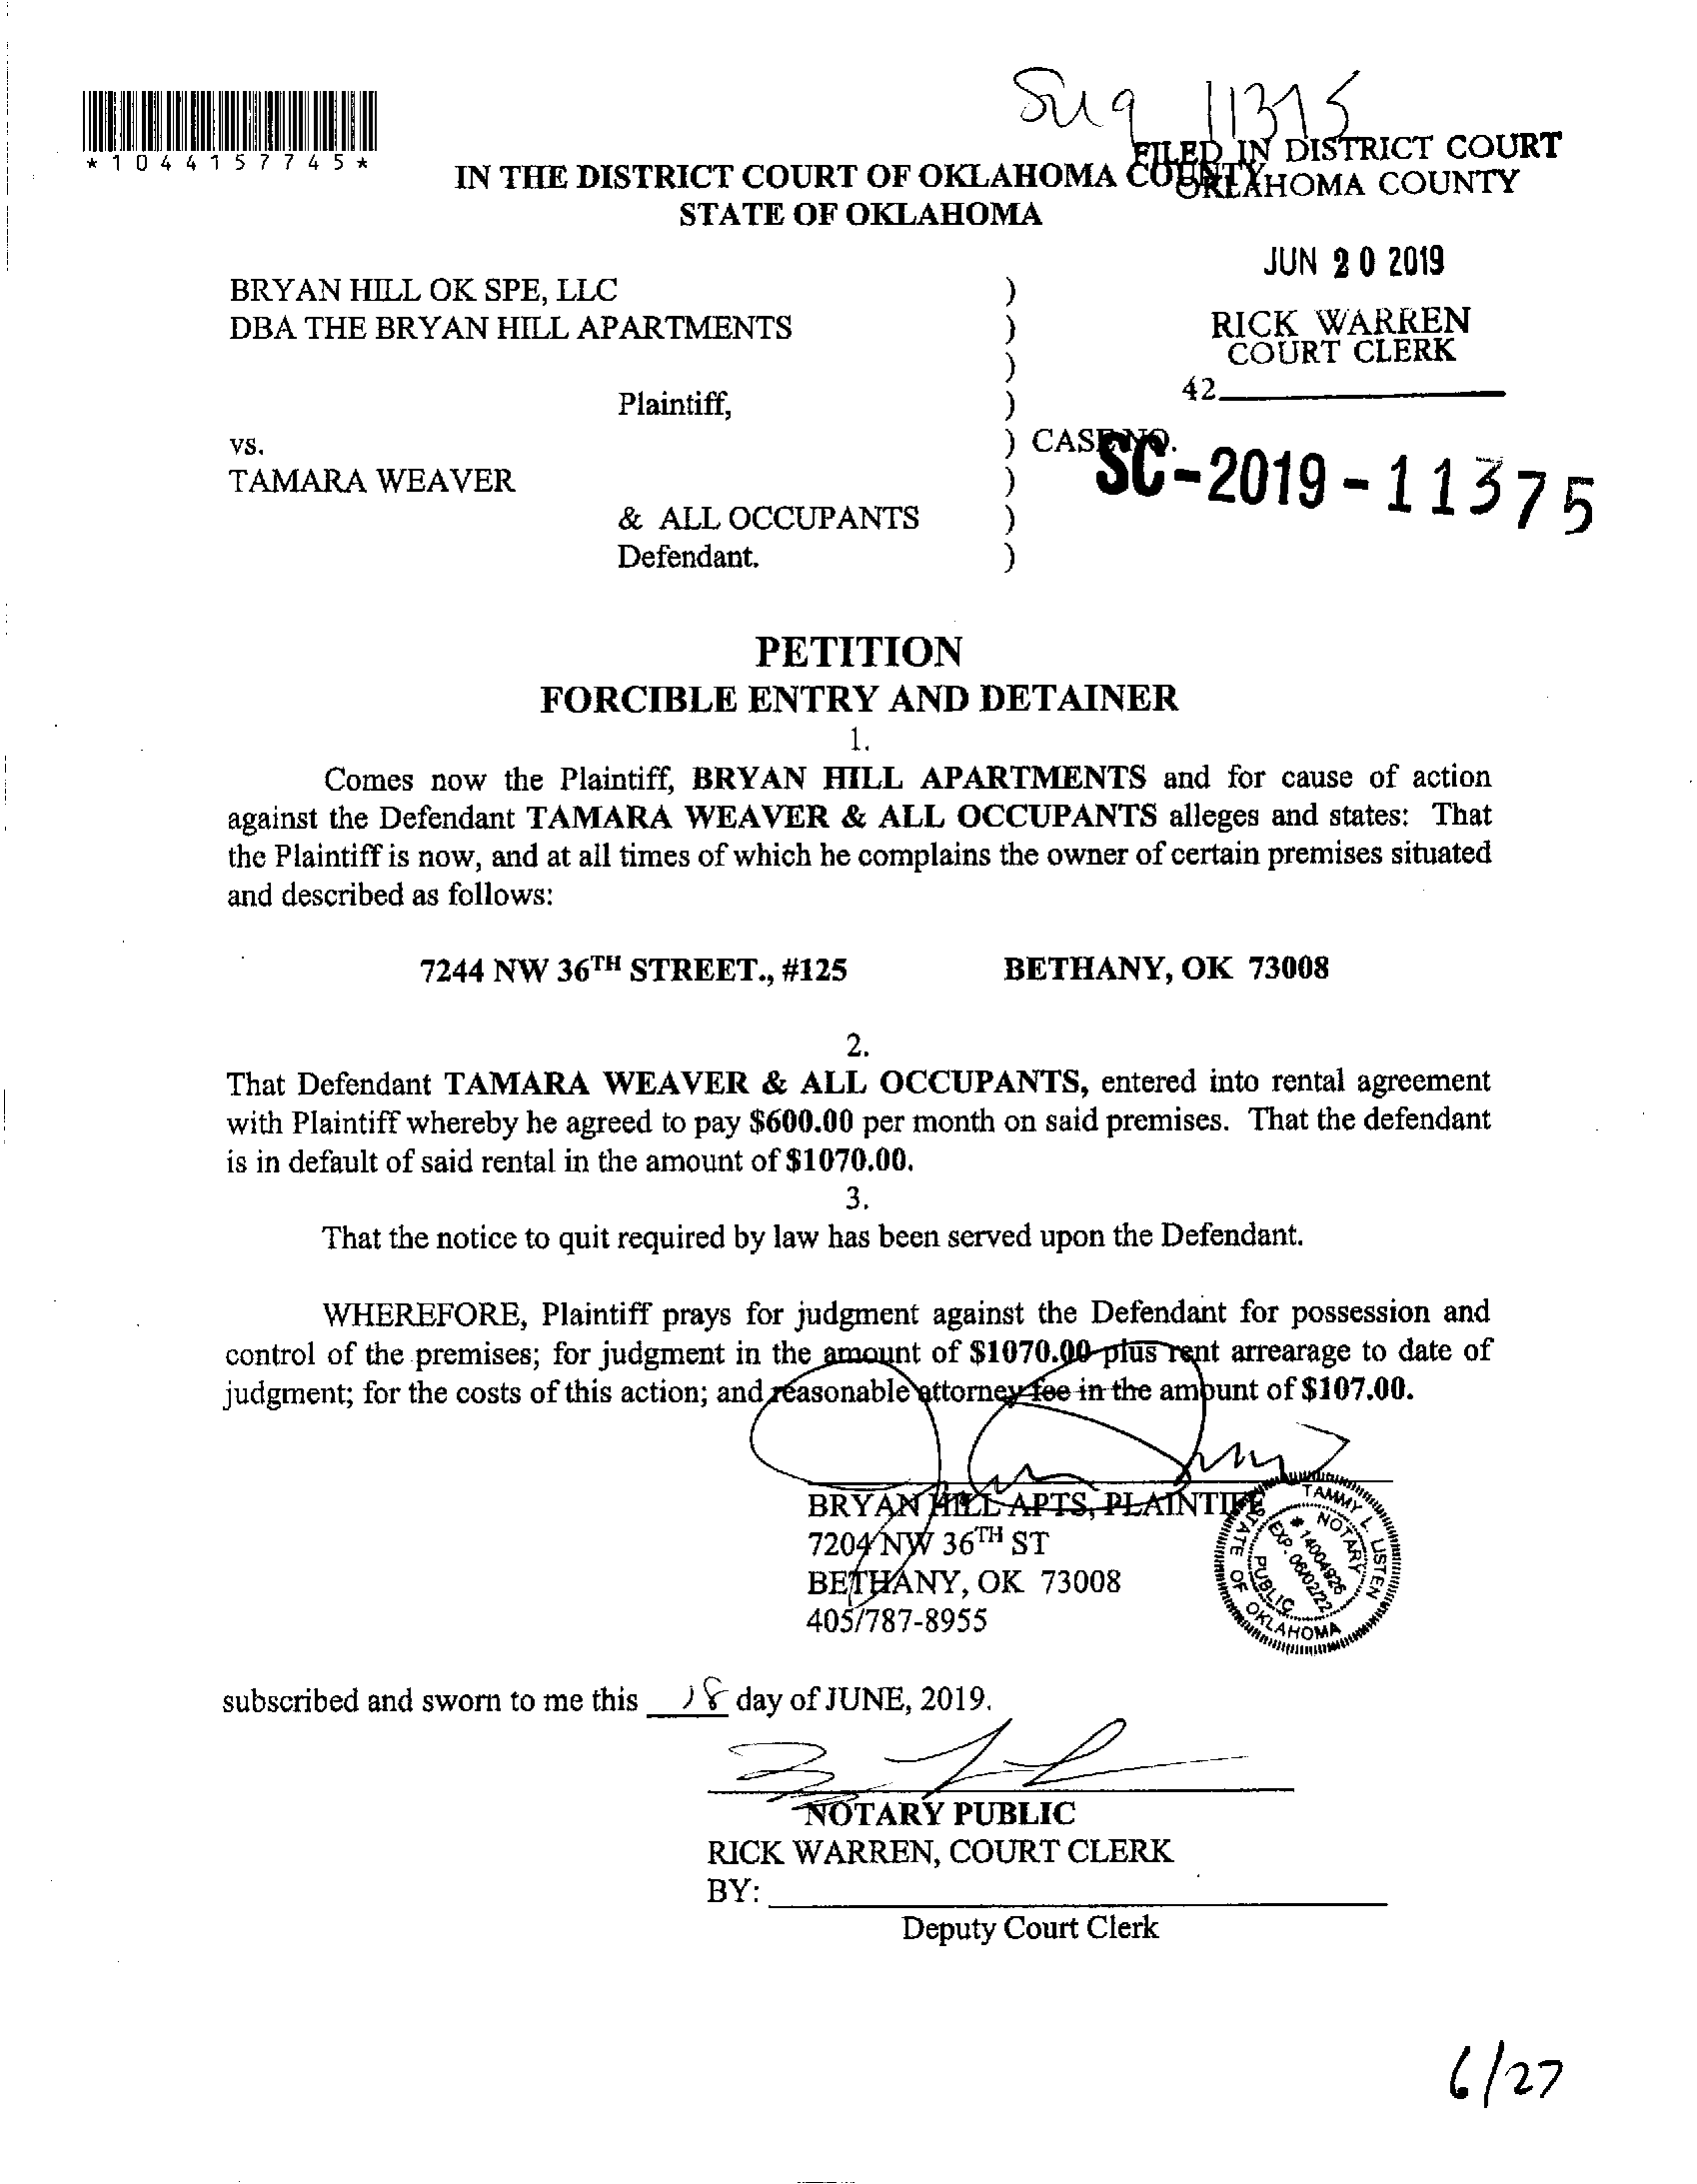 11375
*10441577 45*
FILED IN DISTRICT COURT
OKLAHOMA COUNTY
IN THE DISTRICT COURT OF OKLAHOMA COUNTY
STATE OF OKLAHOMA
JUN 20 2019
RICK WARREN
COURT CLERK
42
BRYAN HILL OK SPE, LLC )
DBA THE BRYAN HILL APARTMENTS )
)
Plaintiff, )
vs. ) CASE NO.
SC-2019-11375
TAMARA WEAVER )
& ALL OCCUPANTS )
Defendant. )
PETITION
FORCIBLE ENTRY AND DETAINER
1.
Comes now the Plaintiff, BRYAN HILL APARTMENTS and for cause of action
against the Defendant TAMARA WEAVER & ALL OCCUPANTS alleges and states: That
the Plaintiff is now, and at all times of which he complains the owner of certain premises situated
and described as follows:
7244 NW 36TH STREET., #125 BETHANY, OK 73008
2.
That Defendant TAMARA WEAVER & ALL OCCUPANTS, entered into rental agreement
with Plaintiff whereby he agreed to pay $600.00 per month on said premises. That the defendant
is in default of said rental in the amount of $1070.00.
3.
That the notice to quit required by law has been served upon the Defendant.
WHEREFORE, Plaintiff prays for judgment against the Defendant for possession and
control of the premises; for judgment in the amount of $1070.00 plus rent arrearage to date of
judgment; for the costs of this action; and reasonable attorney fee in the amount of $107.00.
BRYAN HILL APTS, PLAINTIFF
7204 NW 36TH ST
BETHANY, OK 73008
405/787-8955
TAMMY L. LISTEN
NOTARY PUBLIC
# 14004926
EXP. 06/02/22
STATE OF OKLAHOMA
subscribed and sworn to me this 18 day of JUNE, 2019.
NOTARY PUBLIC
RICK WARREN, COURT CLERK
BY:
Deputy Court Clerk
6/27